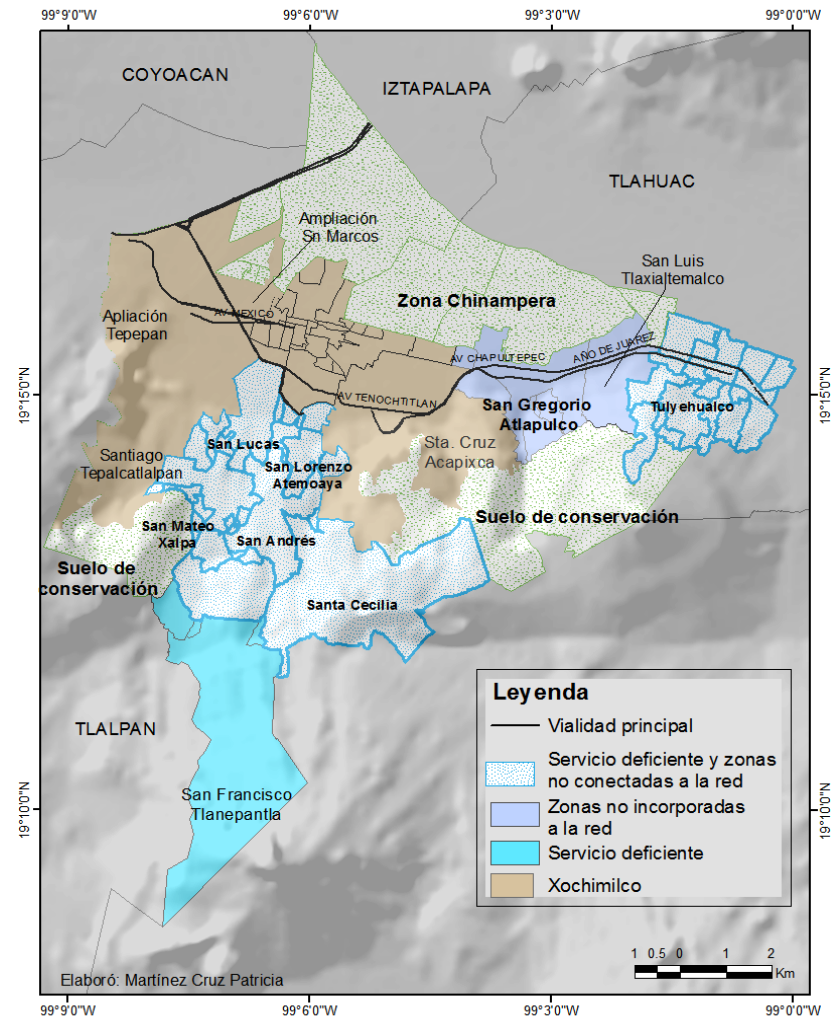 99°9'0"W 99°6'0"W 99°3'0"W 99°0'0"W
COYOACAN
IZTAPALAPA
TLAHUAC
Ampliación
Sn Marcos
San Luis
Tlaxialtemalco
Zona Chinampera
Apliación
Tepepan
AV MEXICO
AV CHAPULTEPEC
AÑO DE JUAREZ
19°15'0"N
19°15'0"N
AV TENOCHTITLAN
San Gregorio
Atlapulco
Tulyehualco
San Lucas
Sta. Cruz
Acapixca
Santiago
Tepalcatlalpan
San Lorenzo
Atemoaya
San Mateo
Xalpa
San Andrés
Suelo de conservación
Suelo de
conservación
Santa Cecilia
TLALPAN
San Francisco
Tlanepantla
19°10'0"N
19°10'0"N
Leyenda
Vialidad principal
Servicio deficiente y zonas
no conectadas a la red
Zonas no incorporadas
a la red
Servicio deficiente
Xochimilco
1 0.5 0 1 2
Km
Elaboró: Martínez Cruz Patricia
99°9'0"W 99°6'0"W 99°3'0"W 99°0'0"W